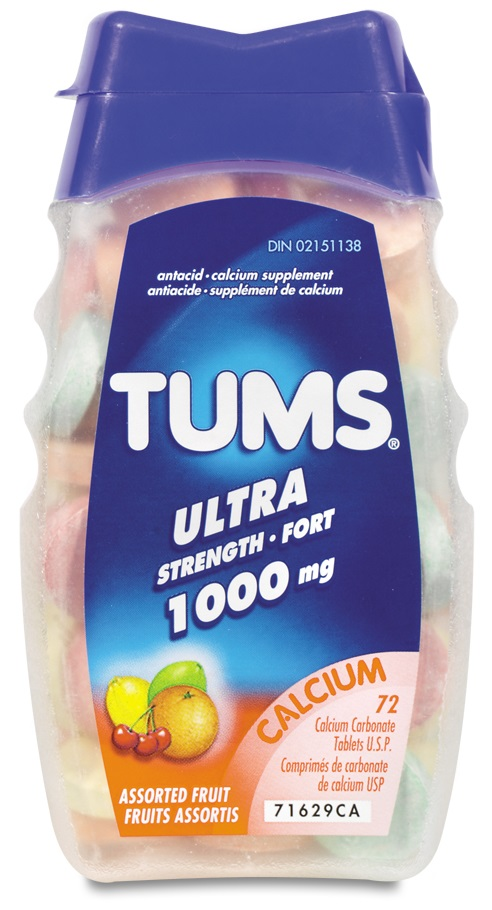 DIN 02151138
antacid • calcium supplement
antiacide • supplément de calcium
TUMS®
ULTRA
STRENGTH • FORT
1000 mg
CALCIUM
72
Calcium Carbonate
Tablets U.S.P.
Comprimés de carbonate
de calcium USP
ASSORTED FRUIT
FRUITS ASSORTIS
71629CA